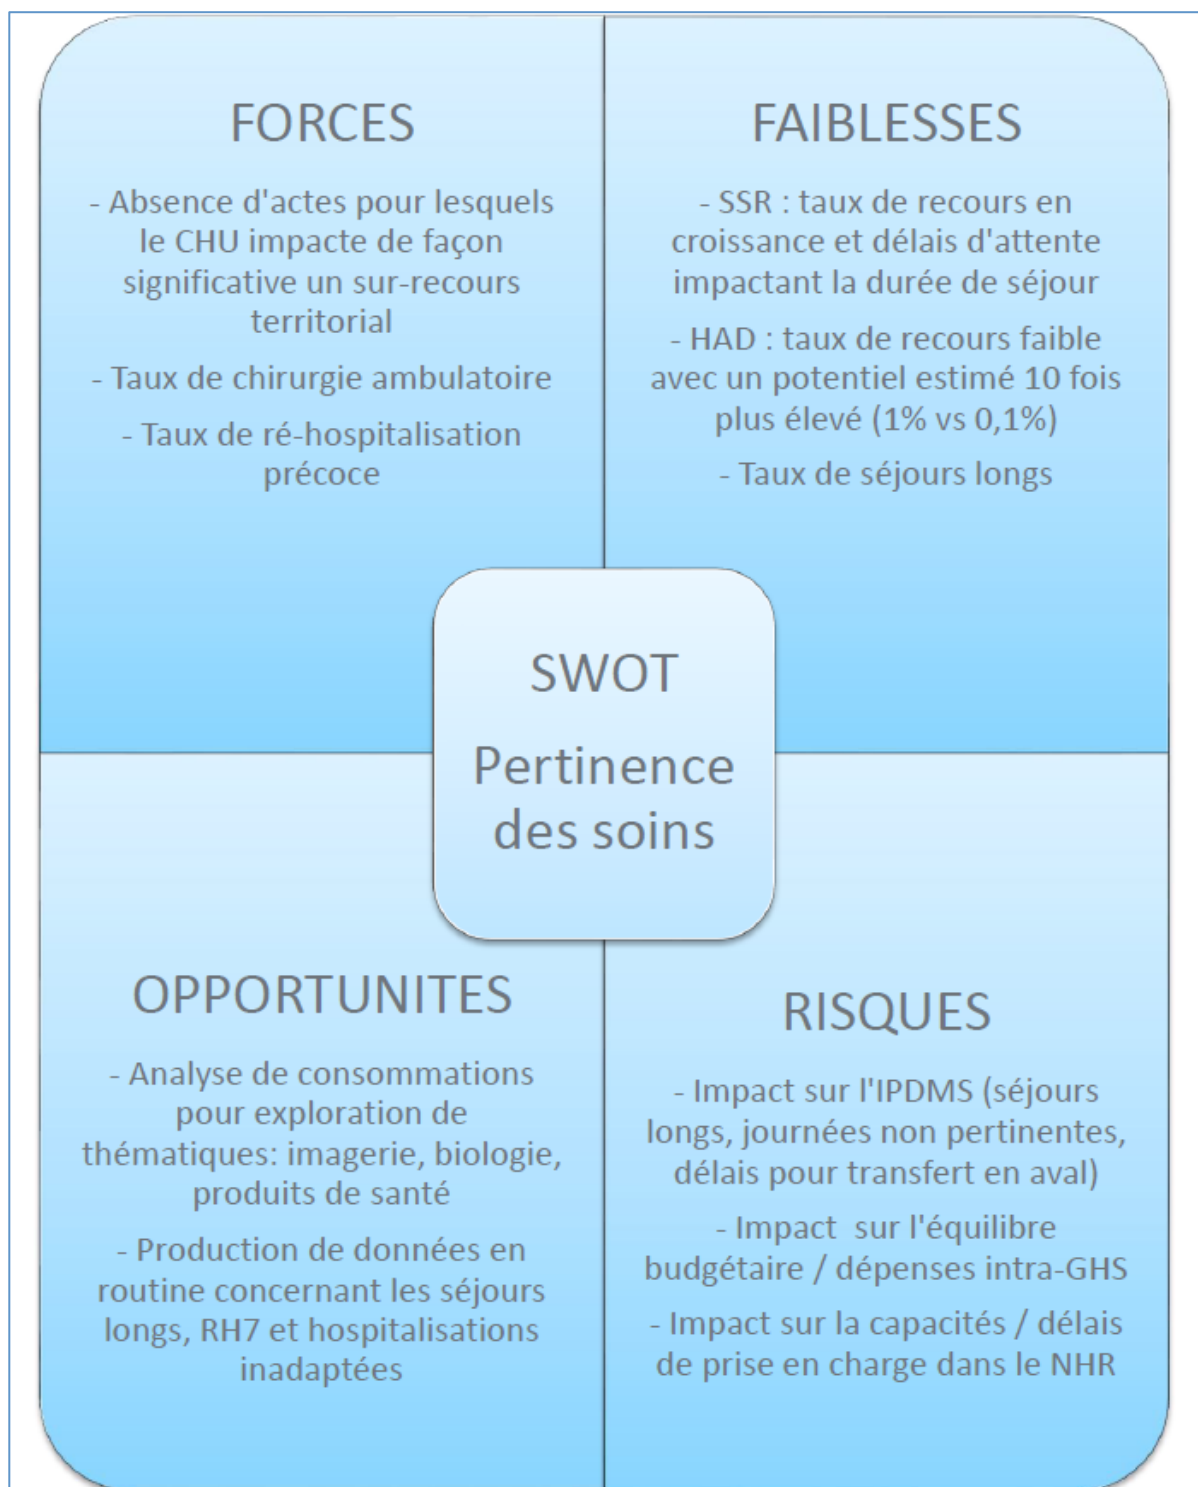 FORCES
- Absence d'actes pour lesquels
le CHU impacte de façon
significative un sur-recours
territorial
- Taux de chirurgie ambulatoire
- Taux de ré-hospitalisation
précoce
FAIBLESSES
- SSR : taux de recours en
croissance et délais d'attente
impactant la durée de séjour
- HAD : taux de recours faible
avec un potentiel estimé 10 fois
plus élevé (1% vs 0,1%)
- Taux de séjours longs
SWOT
Pertinence
des soins
OPPORTUNITES
- Analyse de consommations
pour exploration de
thématiques: imagerie, biologie,
produits de santé
- Production de données en
routine concernant les séjours
longs, RH7 et hospitalisations
inadaptées
RISQUES
- Impact sur l'IPDMS (séjours
longs, journées non pertinentes,
délais pour transfert en aval)
- Impact  sur l'équilibre
budgétaire / dépenses intra-GHS
- Impact sur la capacités / délais
de prise en charge dans le NHR